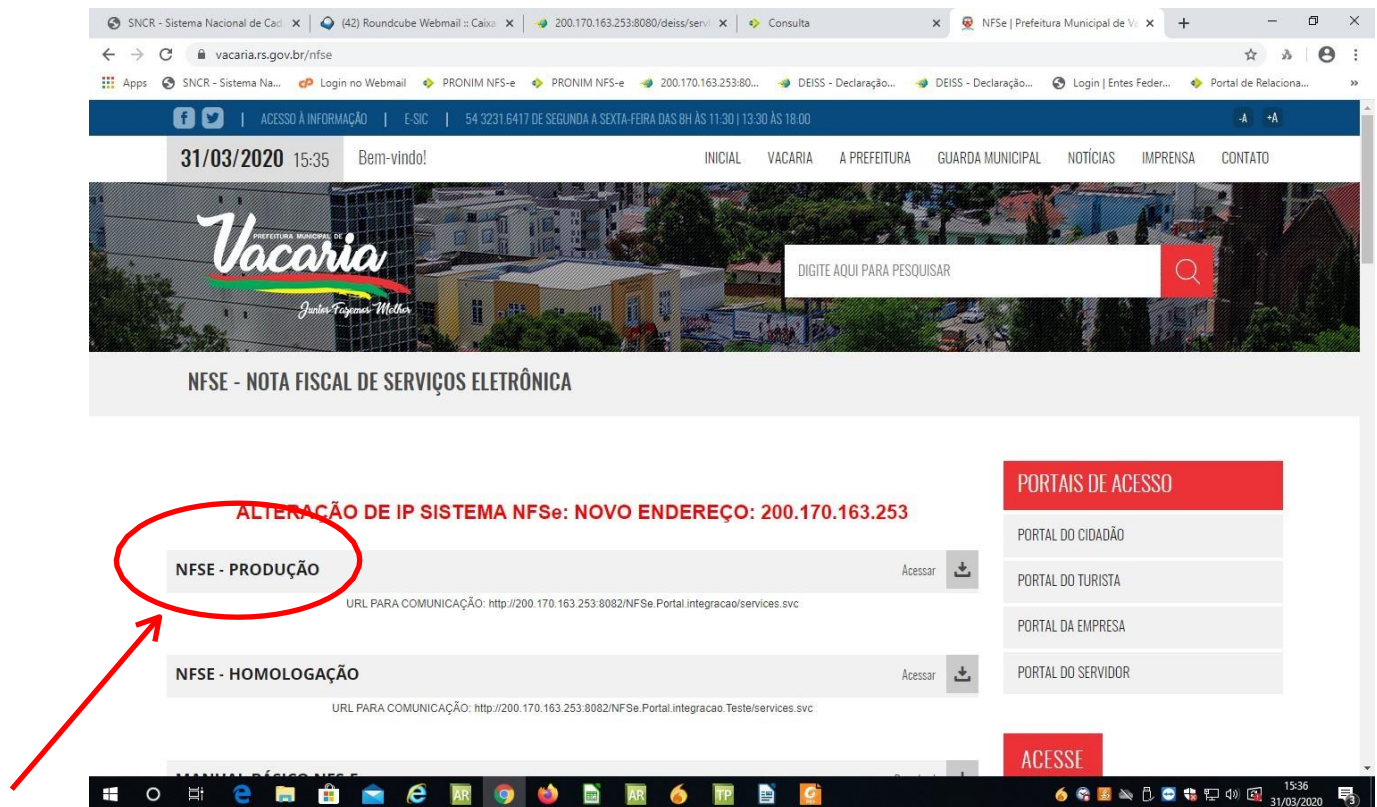 SNCR - Sistema Nacional de Cad
(42) Roundcube Webmail :: Caixa
200.170.163.253:8080/deiss/servl
Consulta
NFSe | Prefeitura Municipal de Va
vacaria.rs.gov.br/nfse
Apps
SNCR - Sistema Na...
Login no Webmail
PRONIM NFS-e
PRONIM NFS-e
200.170.163.253:80...
DEISS - Declaração...
DEISS - Declaração...
Login | Entes Feder...
Portal de Relaciona...
ACESSO À INFORMAÇÃO | E-SIC | 54 3231.6417 DE SEGUNDA A SEXTA-FEIRA DAS 8H ÀS 11:30 | 13:30 ÀS 18:00
-A +A
31/03/2020 15:35 Bem-vindo!
INICIAL VACARIA A PREFEITURA GUARDA MUNICIPAL NOTÍCIAS IMPRENSA CONTATO
PREFEITURA MUNICIPAL DE
Vacaria
Juntos Fazemos Melhor
DIGITE AQUI PARA PESQUISAR
NFSE - NOTA FISCAL DE SERVIÇOS ELETRÔNICA
ALTERAÇÃO DE IP SISTEMA NFSe: NOVO ENDEREÇO: 200.170.163.253
NFSE - PRODUÇÃO Acessar
URL PARA COMUNICAÇÃO: http://200.170.163.253:8082/NFSe.Portal.integracao/services.svc
NFSE - HOMOLOGAÇÃO Acessar
URL PARA COMUNICAÇÃO: http://200.170.163.253:8082/NFSe.Portal.integracao.Teste/services.svc
MANUAL BÁSICO NFS-E
PORTAIS DE ACESSO
PORTAL DO CIDADÃO
PORTAL DO TURISTA
PORTAL DA EMPRESA
PORTAL DO SERVIDOR
ACESSE
AR
AR
TP
15:36
31/03/2020